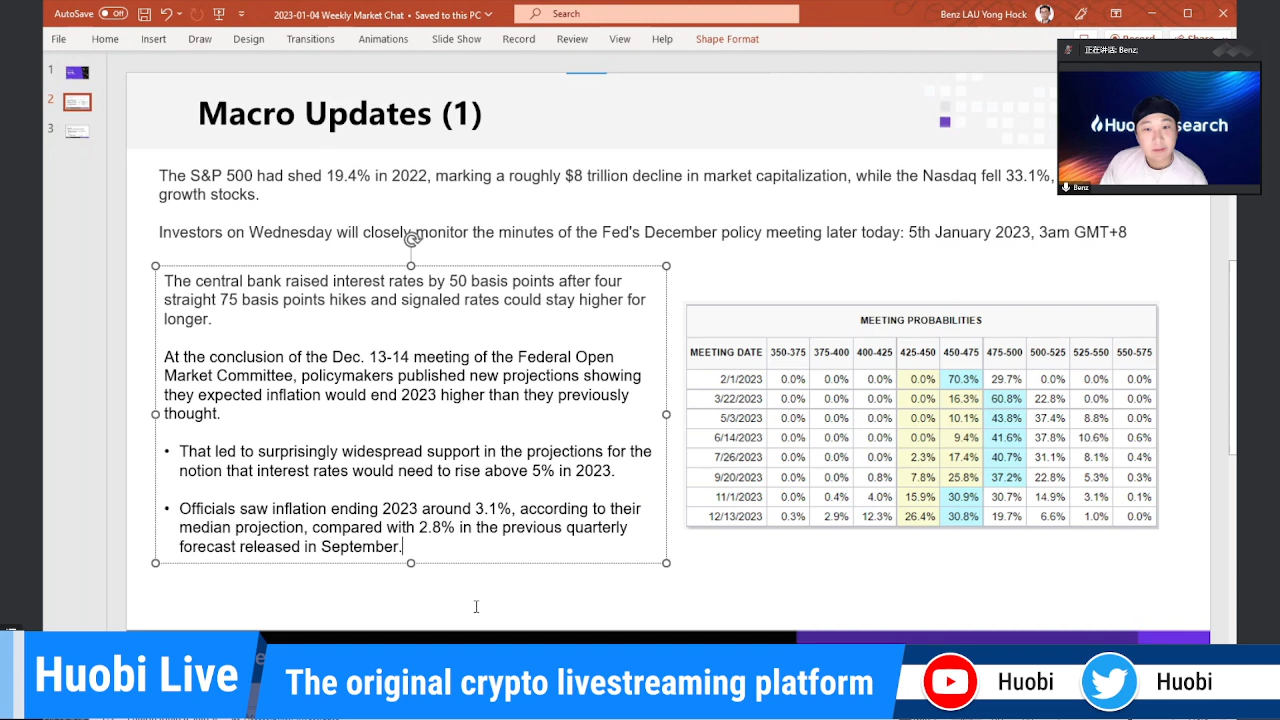 AutoSave Off
2023-01-04 Weekly Market Chat • Saved to this PC
Search
Benz LAU Yong Hock
File Home Insert Draw Design Transitions Animations Slide Show Record Review View Help Shape Format
Record Share
正在讲话: Benz;
Huobi Research
Benz
1
2
3
Macro Updates (1)
The S&P 500 had shed 19.4% in 2022, marking a roughly $8 trillion decline in market capitalization, while the Nasdaq fell 33.1%,
growth stocks.
Investors on Wednesday will closely monitor the minutes of the Fed's December policy meeting later today: 5th January 2023, 3am GMT+8
The central bank raised interest rates by 50 basis points after four
straight 75 basis points hikes and signaled rates could stay higher for
longer.
At the conclusion of the Dec. 13-14 meeting of the Federal Open
Market Committee, policymakers published new projections showing
they expected inflation would end 2023 higher than they previously
thought.
• That led to surprisingly widespread support in the projections for the
notion that interest rates would need to rise above 5% in 2023.
• Officials saw inflation ending 2023 around 3.1%, according to their
median projection, compared with 2.8% in the previous quarterly
forecast released in September.
MEETING PROBABILITIES
MEETING DATE 350-375 375-400 400-425 425-450 450-475 475-500 500-525 525-550 550-575
2/1/2023 0.0% 0.0% 0.0% 0.0% 70.3% 29.7% 0.0% 0.0% 0.0%
3/22/2023 0.0% 0.0% 0.0% 0.0% 16.3% 60.8% 22.8% 0.0% 0.0%
5/3/2023 0.0% 0.0% 0.0% 0.0% 10.1% 43.8% 37.4% 8.8% 0.0%
6/14/2023 0.0% 0.0% 0.0% 0.0% 9.4% 41.6% 37.8% 10.6% 0.6%
7/26/2023 0.0% 0.0% 0.0% 2.3% 17.4% 40.7% 31.1% 8.1% 0.4%
9/20/2023 0.0% 0.0% 0.8% 7.8% 25.8% 37.2% 22.8% 5.3% 0.3%
11/1/2023 0.0% 0.4% 4.0% 15.9% 30.9% 30.7% 14.9% 3.1% 0.1%
12/13/2023 0.3% 2.9% 12.3% 26.4% 30.8% 19.7% 6.6% 1.0% 0.0%
Huobi Live
The original crypto livestreaming platform
Huobi
Huobi